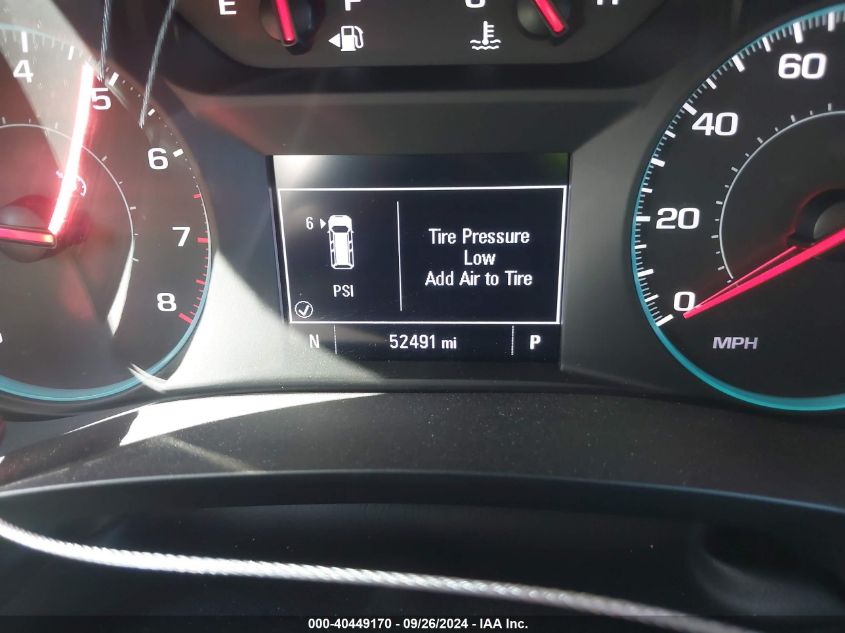 E F C H
4
5
6
7
8
60
40
20
0
MPH
6
PSI
Tire Pressure
Low
Add Air to Tire
N 52491 mi P
000-40449170 - 09/26/2024 - IAA Inc.